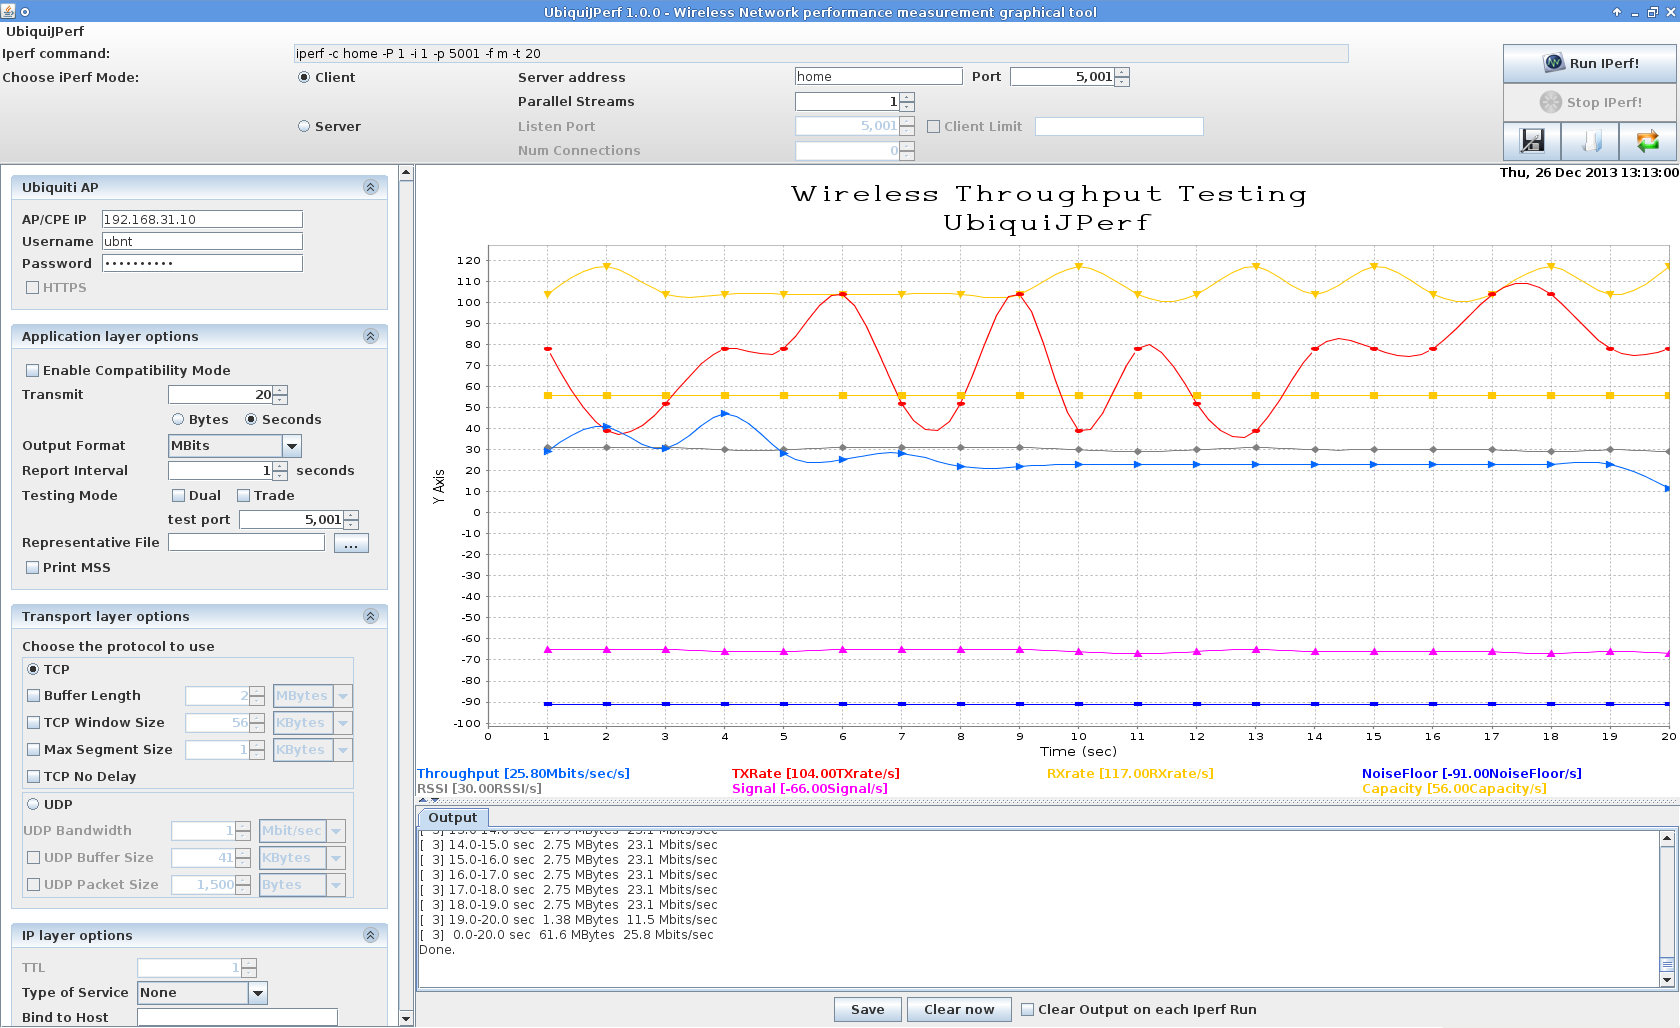 UbiquiJPerf 1.0.0 - Wireless Network performance measurement graphical tool
UbiquiJPerf
Iperf command: iperf -c home -P 1 -i 1 -p 5001 -f m -t 20
Choose iPerf Mode: Client Server address home Port 5,001
Parallel Streams 1
Server Listen Port 5,001 Client Limit
Num Connections 0
Run IPerf!
Stop IPerf!
Ubiquiti AP
AP/CPE IP 192.168.31.10
Username ubnt
Password ••••••••••
HTTPS
Application layer options
Enable Compatibility Mode
Transmit 20
Bytes Seconds
Output Format MBits
Report Interval 1 seconds
Testing Mode Dual Trade
test port 5,001
Representative File ...
Print MSS
Transport layer options
Choose the protocol to use
TCP
Buffer Length 2 MBytes
TCP Window Size 56 KBytes
Max Segment Size 1 KBytes
TCP No Delay
UDP
UDP Bandwidth 1 Mbit/sec
UDP Buffer Size 41 KBytes
UDP Packet Size 1,500 Bytes
IP layer options
TTL 1
Type of Service None
Bind to Host
Thu, 26 Dec 2013 13:13:00
Wireless Throughput Testing
UbiquiJPerf
120
110
100
90
80
70
60
50
40
30
20
10
0
-10
-20
-30
-40
-50
-60
-70
-80
-90
-100
Y Axis
0 1 2 3 4 5 6 7 8 9 10 11 12 13 14 15 16 17 18 19 20
Time (sec)
Throughput [25.80Mbits/sec/s] TXRate [104.00TXrate/s] RXrate [117.00RXrate/s] NoiseFloor [-91.00NoiseFloor/s]
RSSI [30.00RSSI/s] Signal [-66.00Signal/s] Capacity [56.00Capacity/s]
Output
[ 3] 13.0-14.0 sec 2.75 MBytes 23.1 Mbits/sec
[ 3] 14.0-15.0 sec 2.75 MBytes 23.1 Mbits/sec
[ 3] 15.0-16.0 sec 2.75 MBytes 23.1 Mbits/sec
[ 3] 16.0-17.0 sec 2.75 MBytes 23.1 Mbits/sec
[ 3] 17.0-18.0 sec 2.75 MBytes 23.1 Mbits/sec
[ 3] 18.0-19.0 sec 2.75 MBytes 23.1 Mbits/sec
[ 3] 19.0-20.0 sec 1.38 MBytes 11.5 Mbits/sec
[ 3] 0.0-20.0 sec 61.6 MBytes 25.8 Mbits/sec
Done.
Save Clear now Clear Output on each Iperf Run